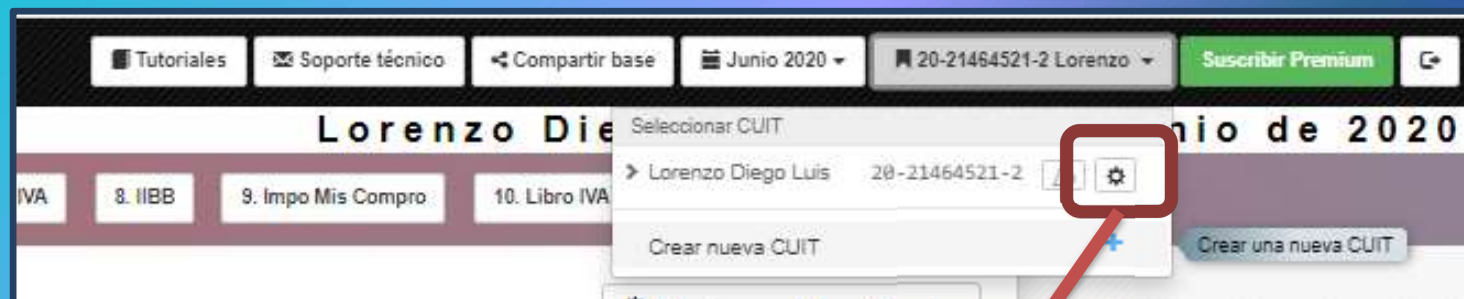 Tutoriales Soporte técnico Compartir base Junio 2020 20-21464521-2 Lorenzo Suscribir Premium
Lorenzo Die nio de 2020
Seleccionar CUIT
Lorenzo Diego Luis 20-21464521-2
IVA 8. IIBB 9. Impo Mis Compro 10. Libro IVA
Crear nueva CUIT + Crear una nueva CUIT